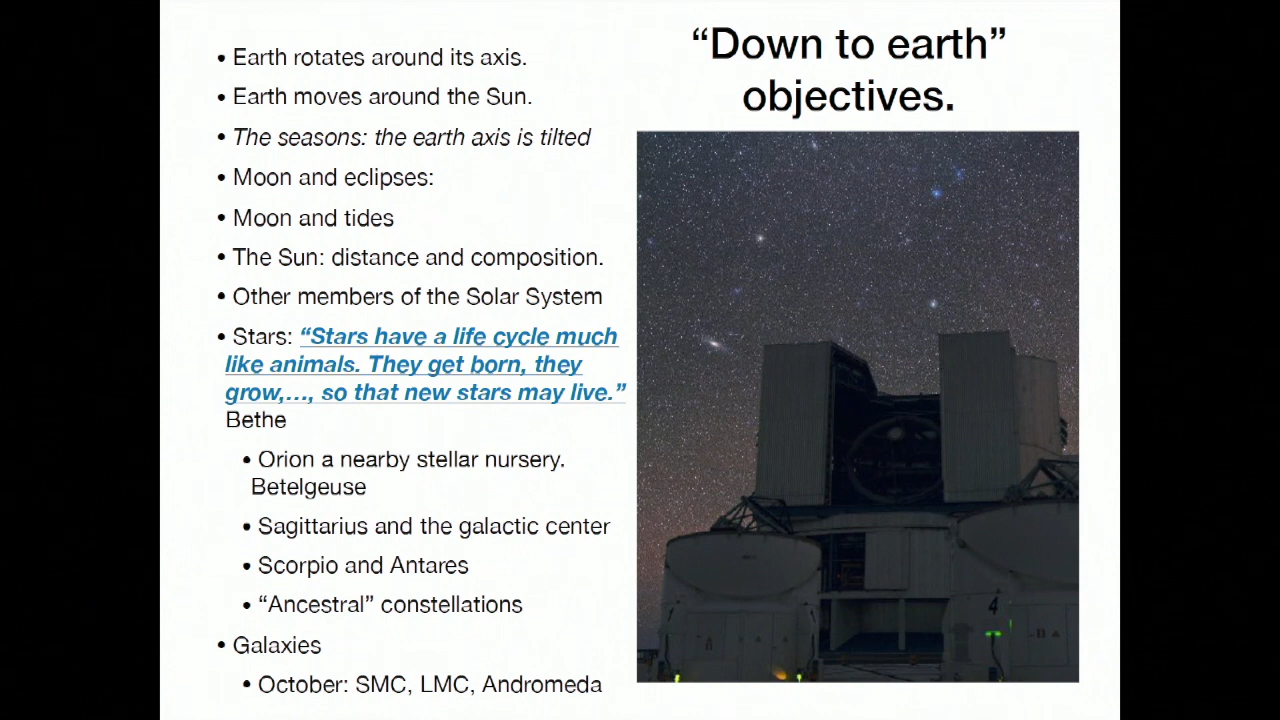 “Down to earth”
objectives.
• Earth rotates around its axis.
• Earth moves around the Sun.
• The seasons: the earth axis is tilted
• Moon and eclipses:
• Moon and tides
• The Sun: distance and composition.
• Other members of the Solar System
• Stars: “Stars have a life cycle much
like animals. They get born, they
grow,…, so that new stars may live.”
Bethe
• Orion a nearby stellar nursery.
Betelgeuse
• Sagittarius and the galactic center
• Scorpio and Antares
• “Ancestral” constellations
• Galaxies
• October: SMC, LMC, Andromeda
4